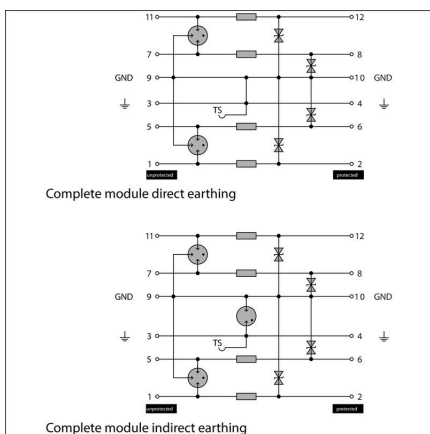 11 12
7 8
GND 9 10 GND
3 4
TS
5 6
1 2
unprotected protected
Complete module direct earthing
11 12
7 8
GND 9 10 GND
3 4
TS
5 6
1 2
unprotected protected
Complete module indirect earthing